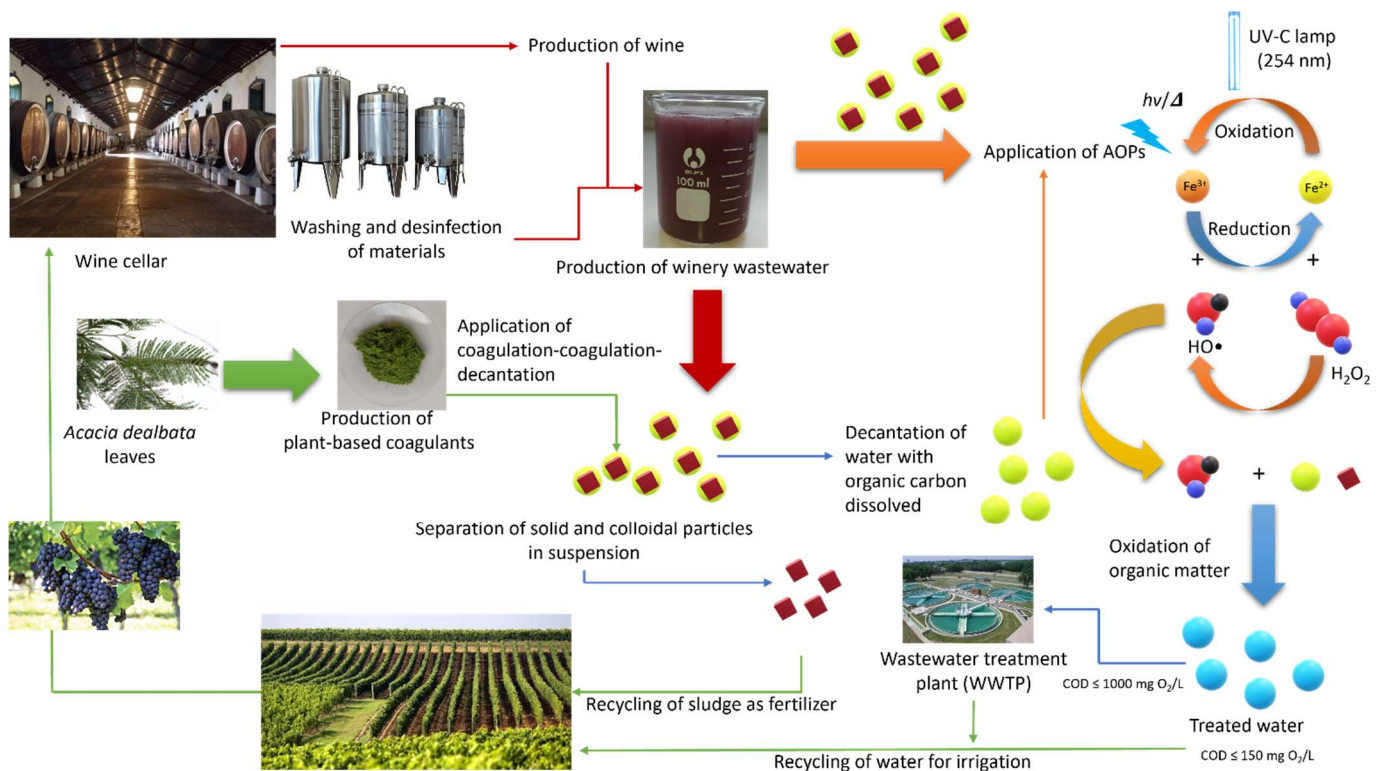 Production of wine
UV-C lamp
(254 nm)
hν/Δ
Oxidation
Application of AOPs
Fe³⁺
Fe²⁺
Reduction
+
+
100 ml
Washing and desinfection
of materials
Wine cellar
Production of winery wastewater
HO•
H₂O₂
Application of
coagulation-coagulation-
decantation
Production of
plant-based coagulants
Acacia dealbata
leaves
Decantation of
water with
organic carbon
dissolved
+
Separation of solid and colloidal particles
in suspension
Oxidation of
organic matter
Wastewater treatment
plant (WWTP)
COD ≤ 1000 mg O₂/L
Recycling of sludge as fertilizer
Treated water
COD ≤ 150 mg O₂/L
Recycling of water for irrigation